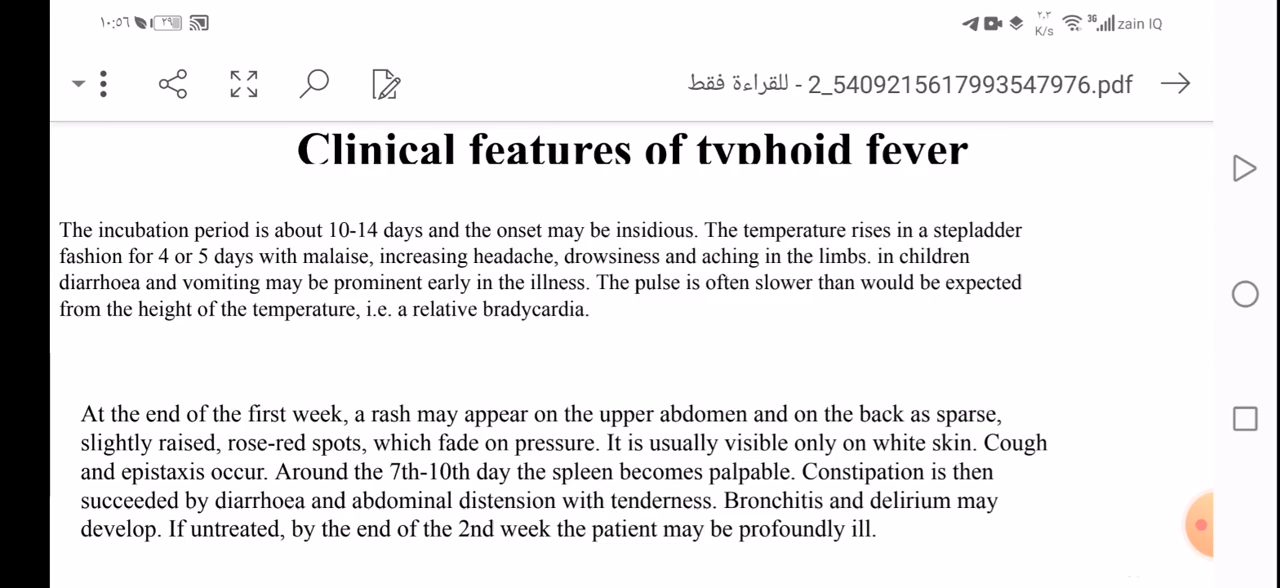 ١٠:٥٦ ٢٩ ٢.٢ K/s 3G zain IQ
2_5409215617993547976.pdf - للقراءة فقط
Clinical features of typhoid fever
The incubation period is about 10-14 days and the onset may be insidious. The temperature rises in a stepladder
fashion for 4 or 5 days with malaise, increasing headache, drowsiness and aching in the limbs. in children
diarrhoea and vomiting may be prominent early in the illness. The pulse is often slower than would be expected
from the height of the temperature, i.e. a relative bradycardia.
At the end of the first week, a rash may appear on the upper abdomen and on the back as sparse,
slightly raised, rose-red spots, which fade on pressure. It is usually visible only on white skin. Cough
and epistaxis occur. Around the 7th-10th day the spleen becomes palpable. Constipation is then
succeeded by diarrhoea and abdominal distension with tenderness. Bronchitis and delirium may
develop. If untreated, by the end of the 2nd week the patient may be profoundly ill.